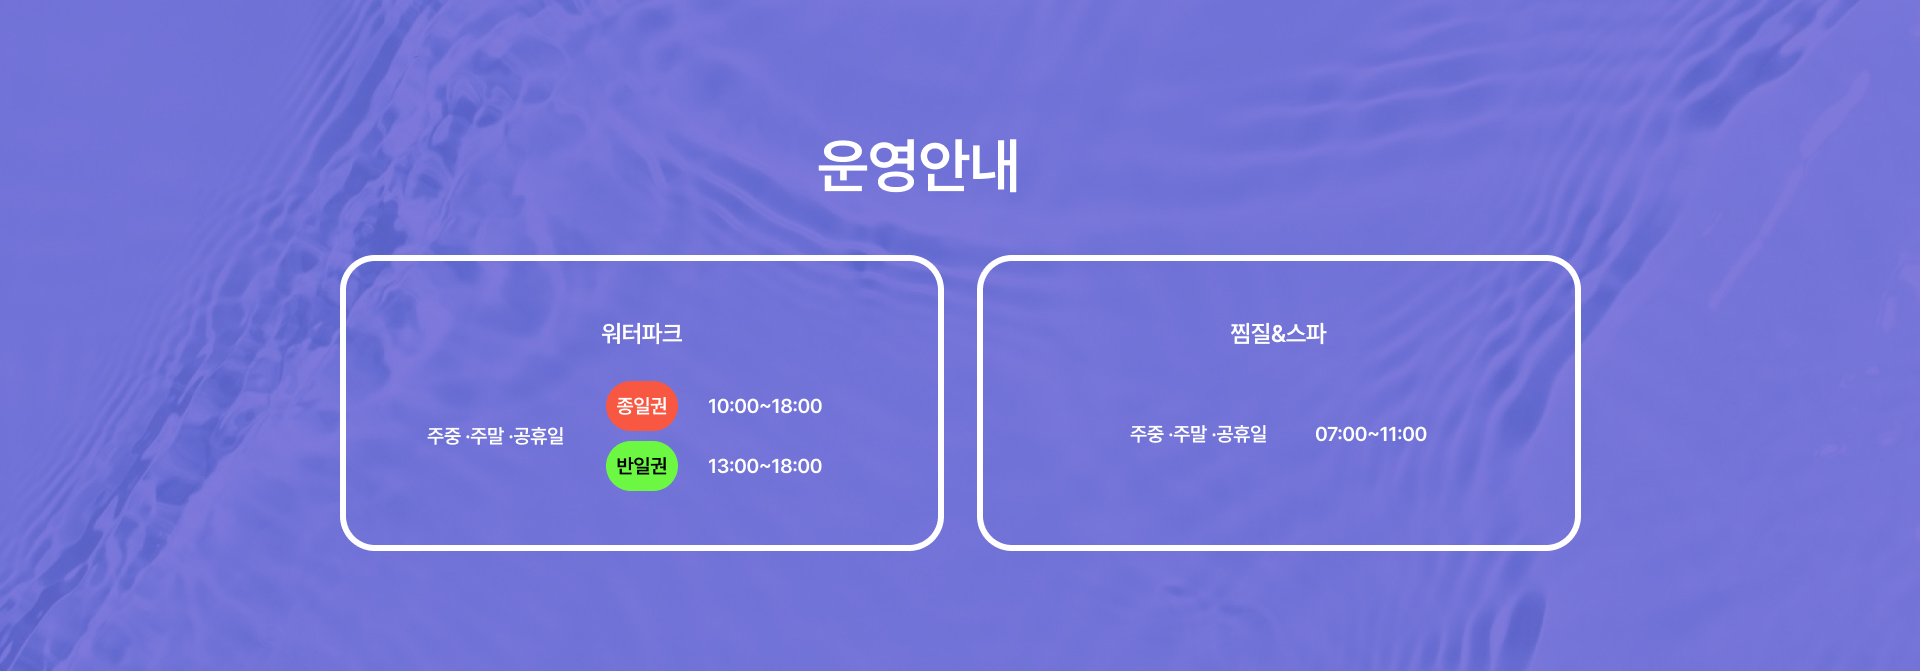 운영안내
워터파크
주중 ·주말 ·공휴일
종일권 10:00~18:00
반일권 13:00~18:00
찜질&스파
주중 ·주말 ·공휴일 07:00~11:00